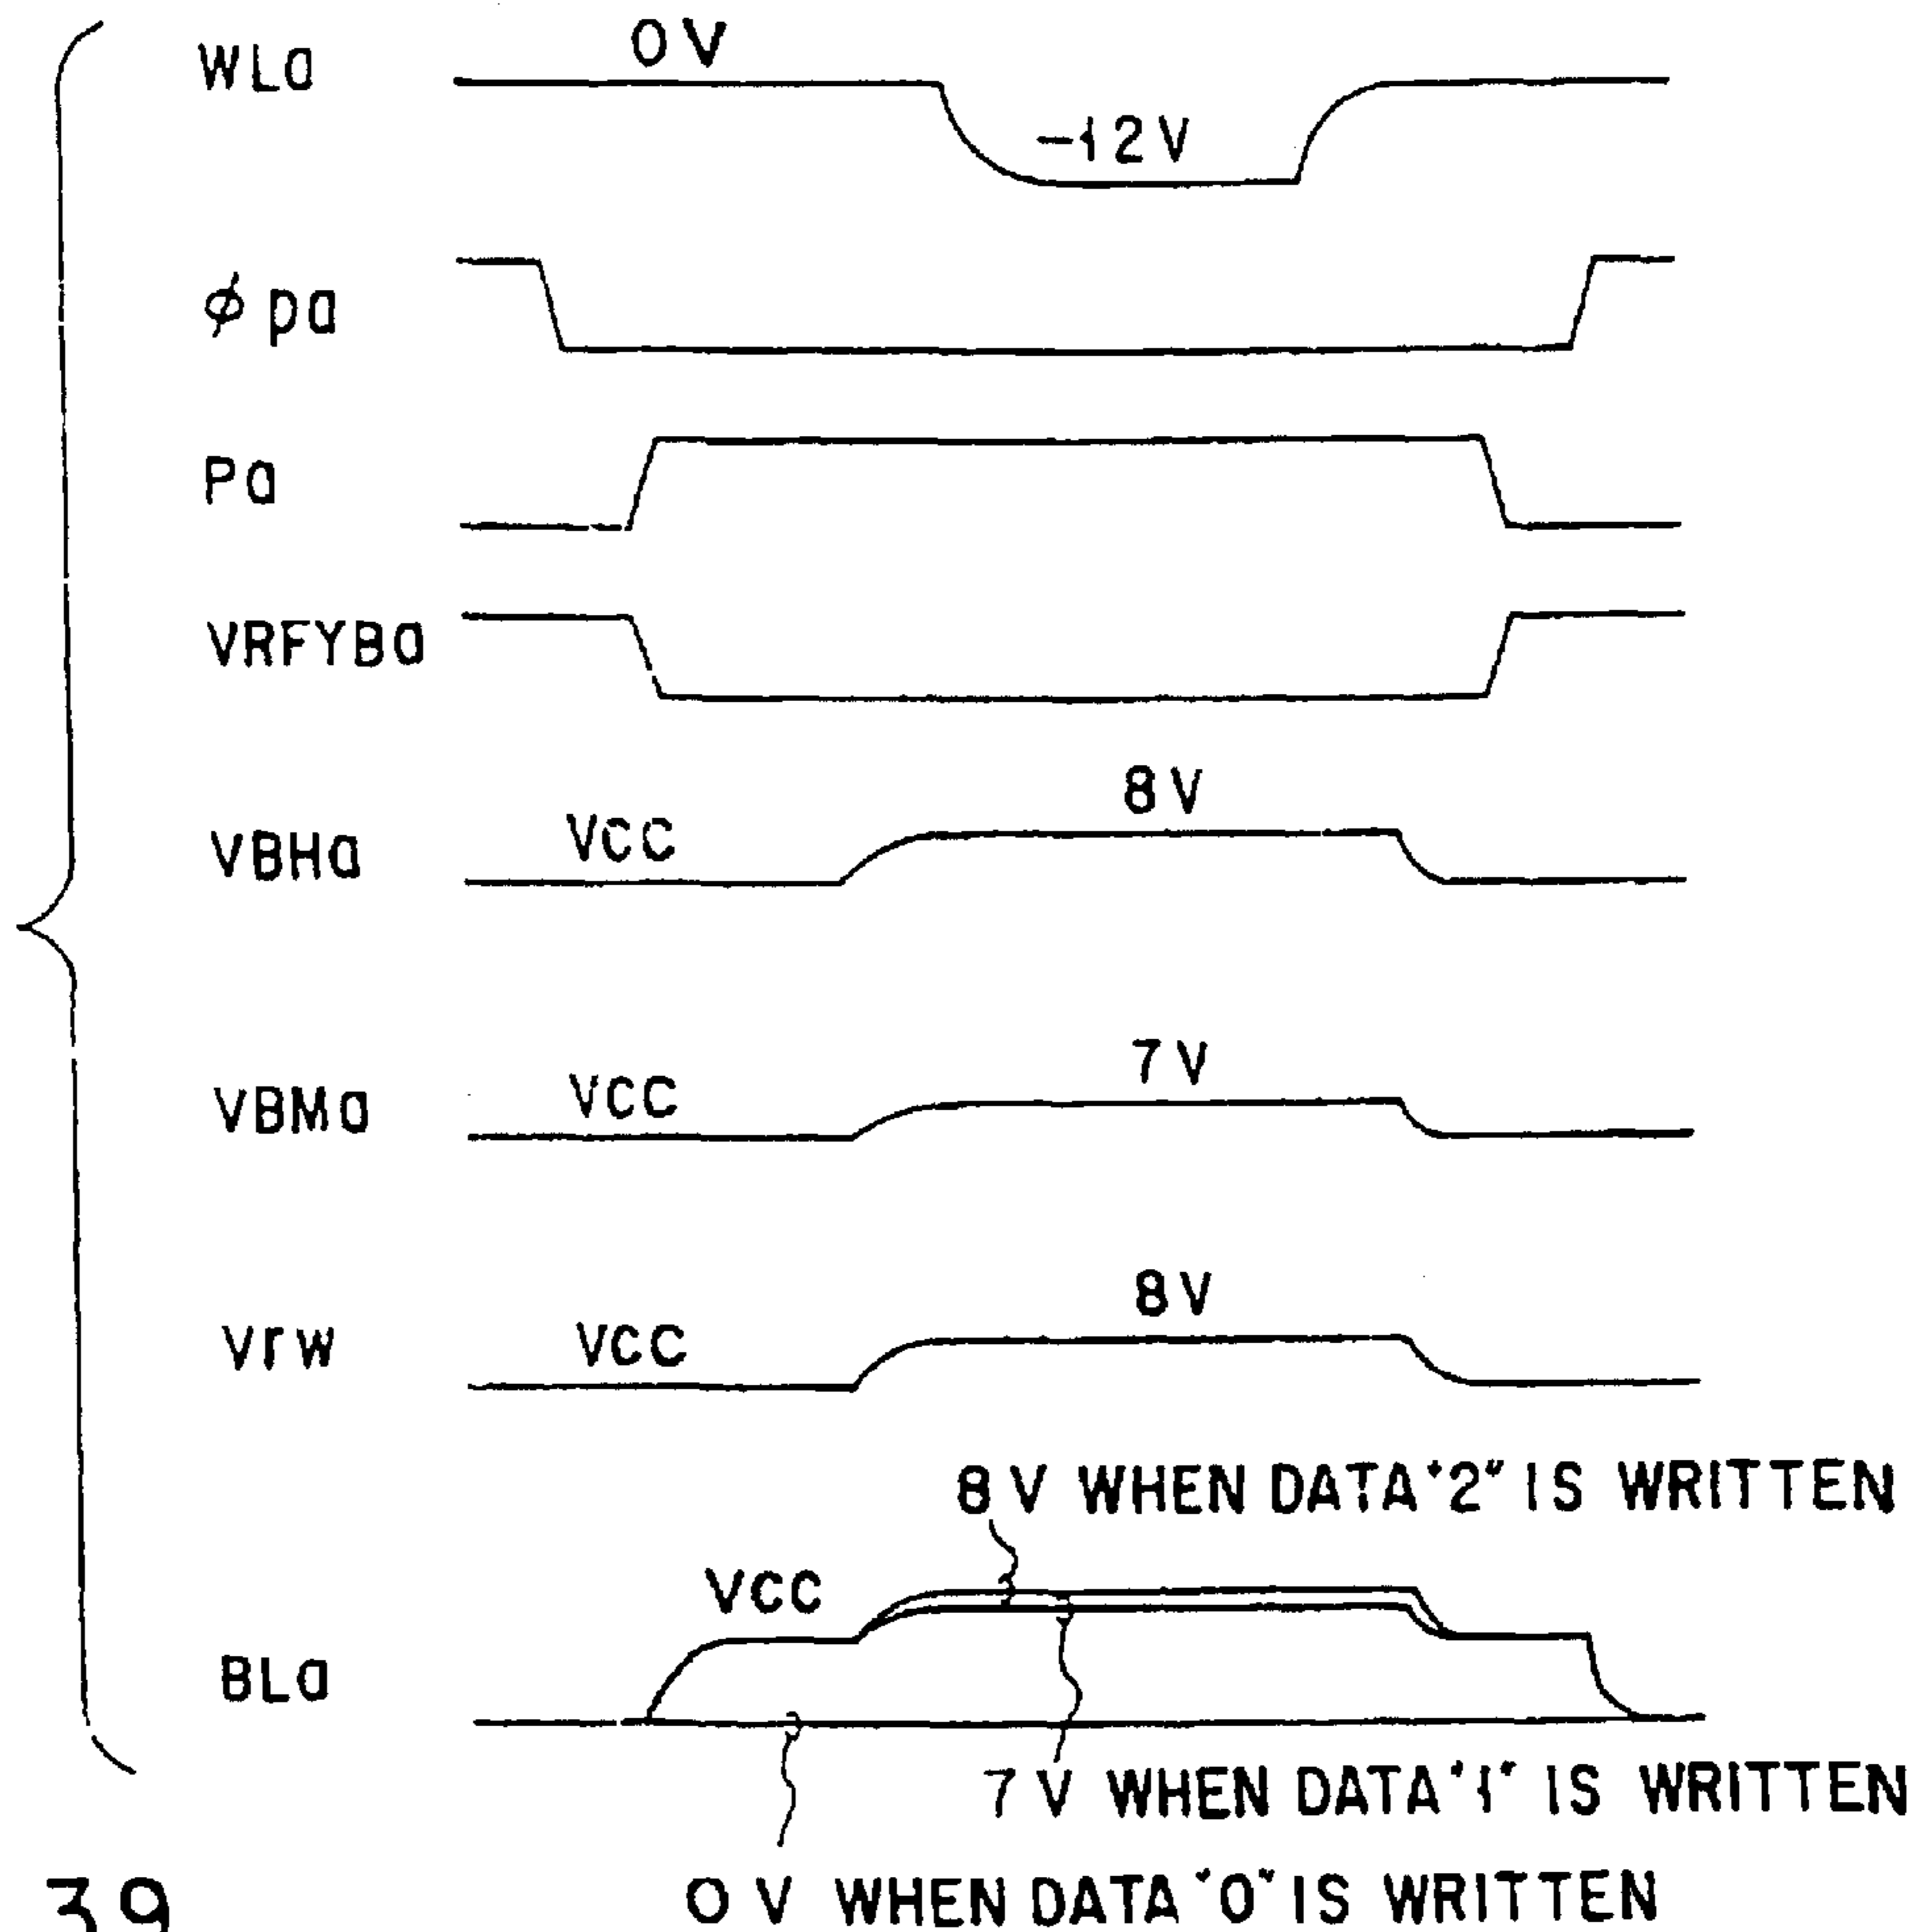 WLa
0V
-12V
φpa
Pa
VRFYBa
VBHa
VCC
8V
VBMa
VCC
7V
Vrw
VCC
8V
8V WHEN DATA "2" IS WRITTEN
VCC
BLa
7V WHEN DATA "1" IS WRITTEN
0V WHEN DATA "0" IS WRITTEN
39